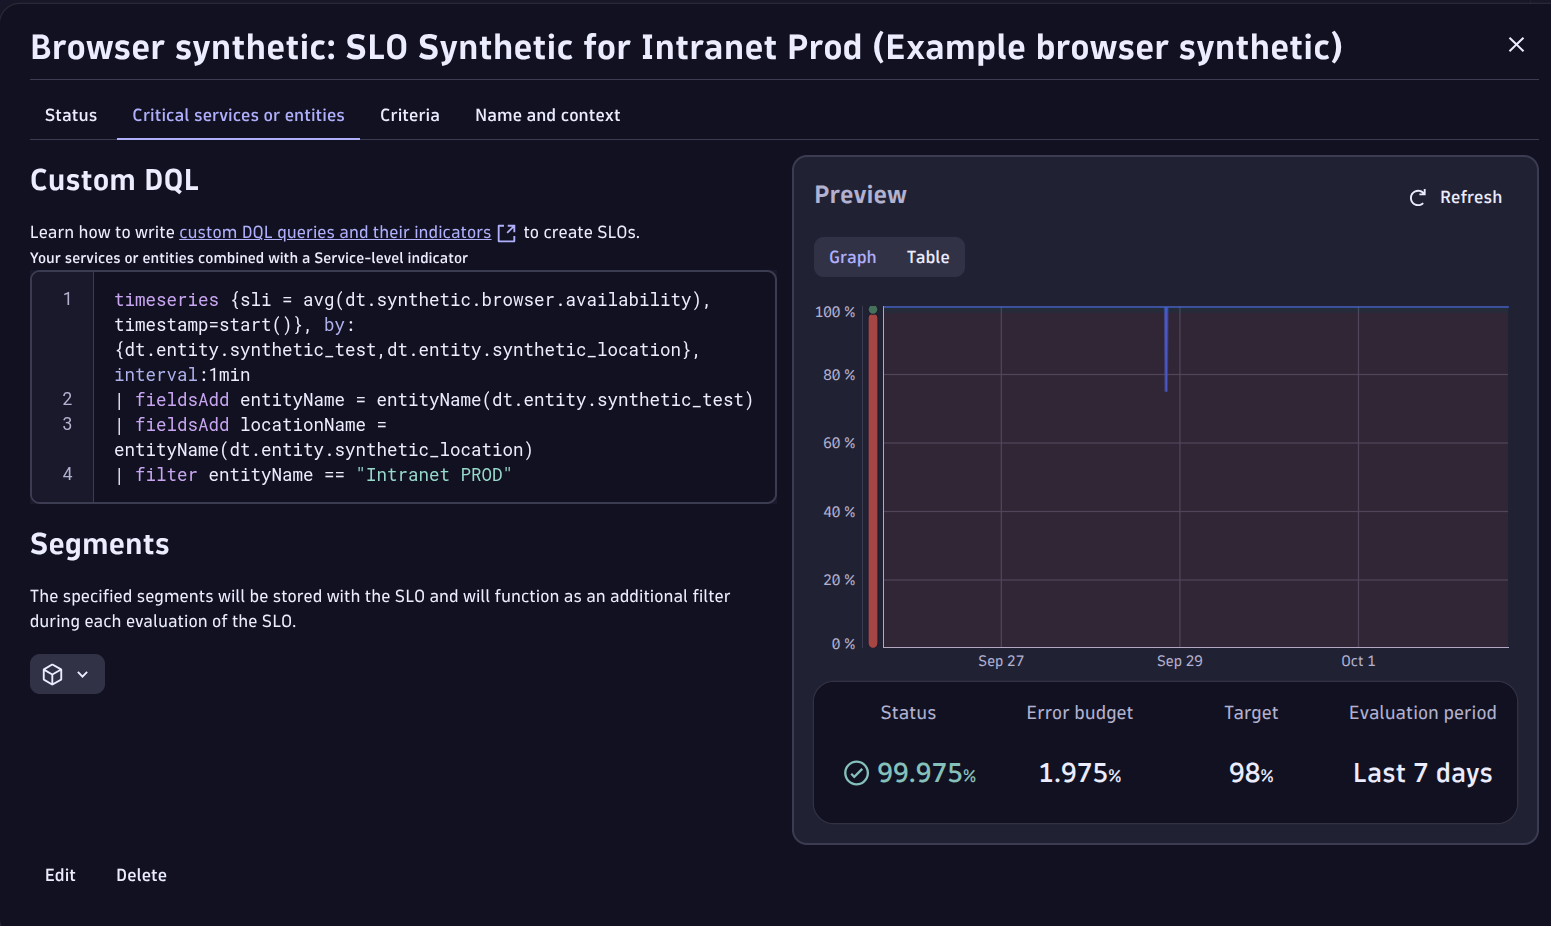 Browser synthetic: SLO Synthetic for Intranet Prod (Example browser synthetic)
Status
Critical services or entities
Criteria
Name and context
Custom DQL
Learn how to write custom DQL queries and their indicators to create SLOs.
Your services or entities combined with a Service-level indicator
1 timeseries {sli = avg(dt.synthetic.browser.availability),
timestamp=start()}, by:
{dt.entity.synthetic_test,dt.entity.synthetic_location},
interval:1min
2 | fieldsAdd entityName = entityName(dt.entity.synthetic_test)
3 | fieldsAdd locationName =
entityName(dt.entity.synthetic_location)
4 | filter entityName == "Intranet PROD"
Segments
The specified segments will be stored with the SLO and will function as an additional filter
during each evaluation of the SLO.
Edit
Delete
Preview
Refresh
Graph
Table
100 %
80 %
60 %
40 %
20 %
0 %
Sep 27
Sep 29
Oct 1
Status
Error budget
Target
Evaluation period
99.975%
1.975%
98%
Last 7 days